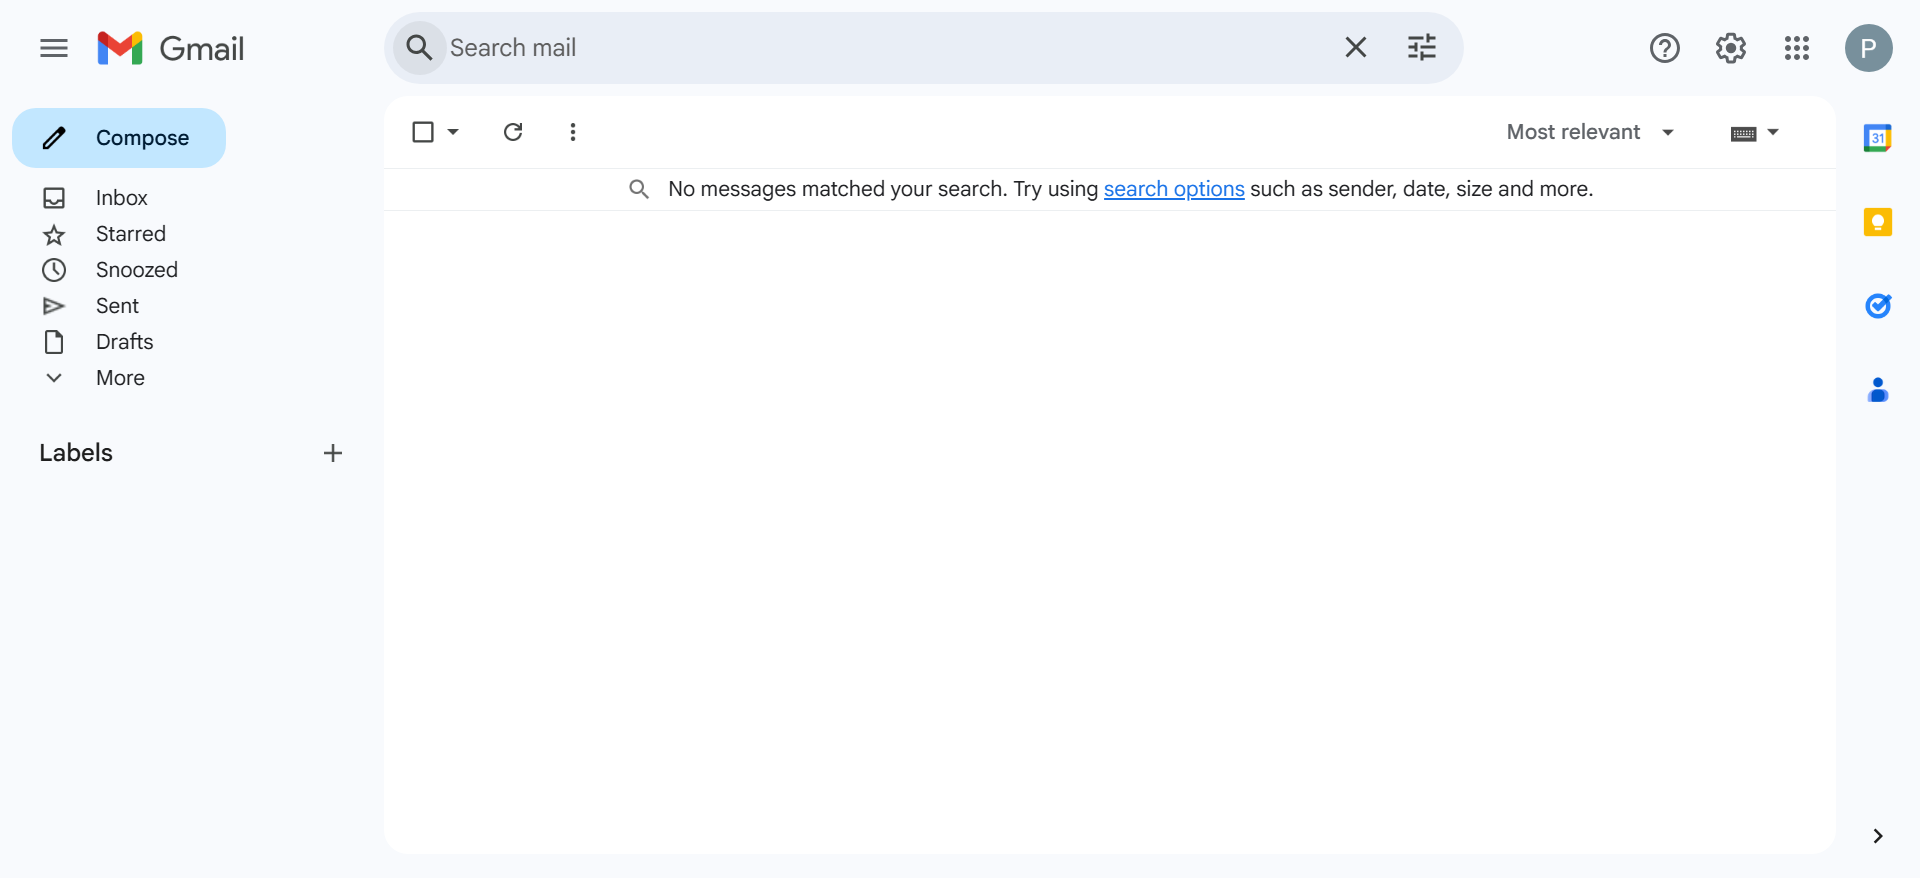 Gmail
Search mail
P
Compose
Most relevant
31
No messages matched your search. Try using search options such as sender, date, size and more.
Inbox
Starred
Snoozed
Sent
Drafts
More
Labels